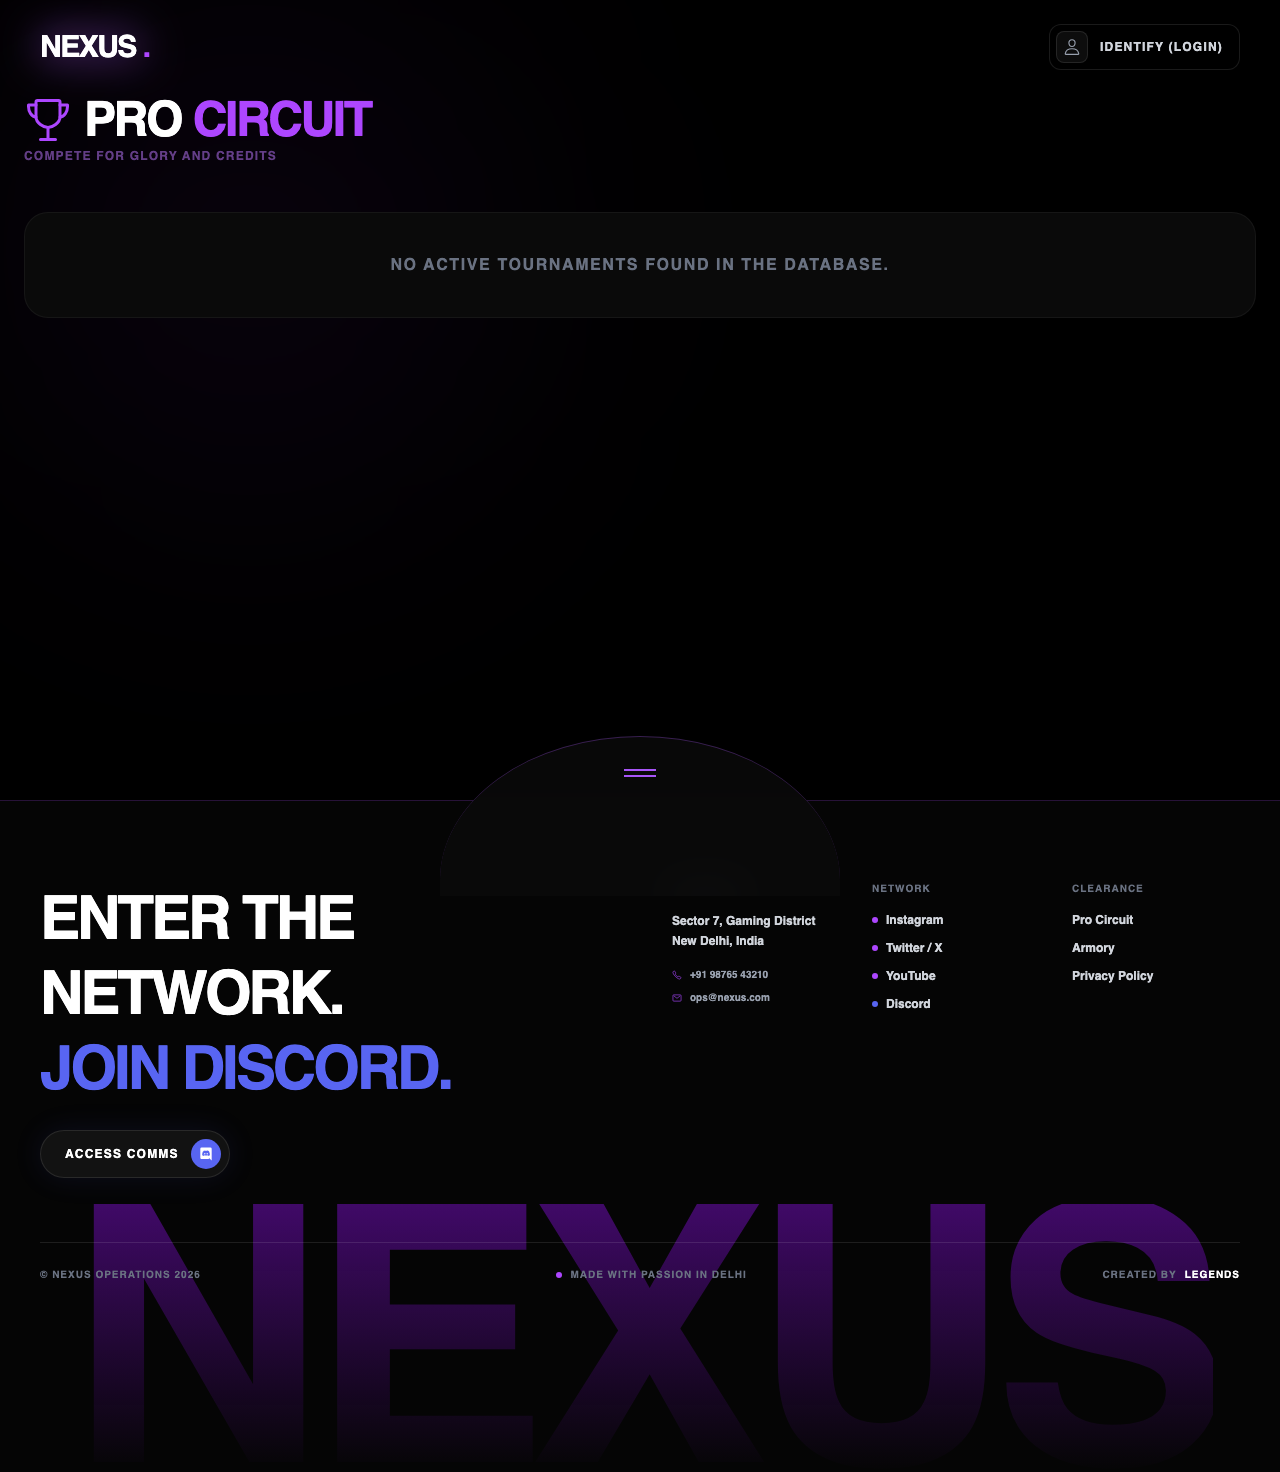 NEXUS .
IDENTIFY (LOGIN)
PRO CIRCUIT
COMPETE FOR GLORY AND CREDITS
NO ACTIVE TOURNAMENTS FOUND IN THE DATABASE.
ENTER THE
NETWORK.
JOIN DISCORD.
ACCESS COMMS
Sector 7, Gaming District
New Delhi, India
+91 98765 43210
ops@nexus.com
NETWORK
Instagram
Twitter / X
YouTube
Discord
CLEARANCE
Pro Circuit
Armory
Privacy Policy
NEXUS
© NEXUS OPERATIONS 2026
MADE WITH PASSION IN DELHI
CREATED BY LEGENDS